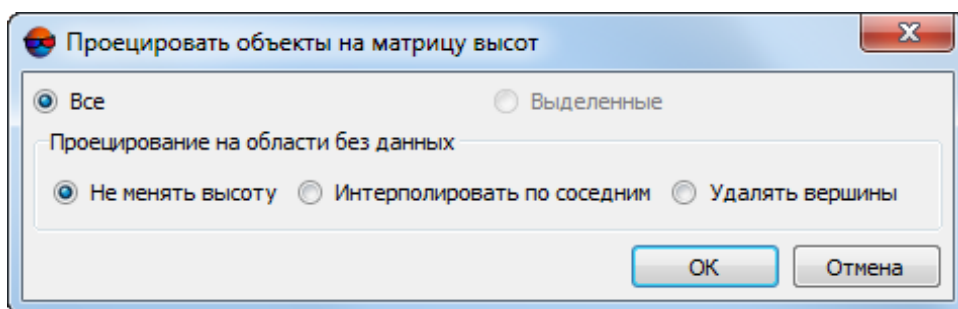 Проецировать объекты на матрицу высот
Все Выделенные
Проецирование на области без данных
Не менять высоту Интерполировать по соседним Удалять вершины
OK Отмена